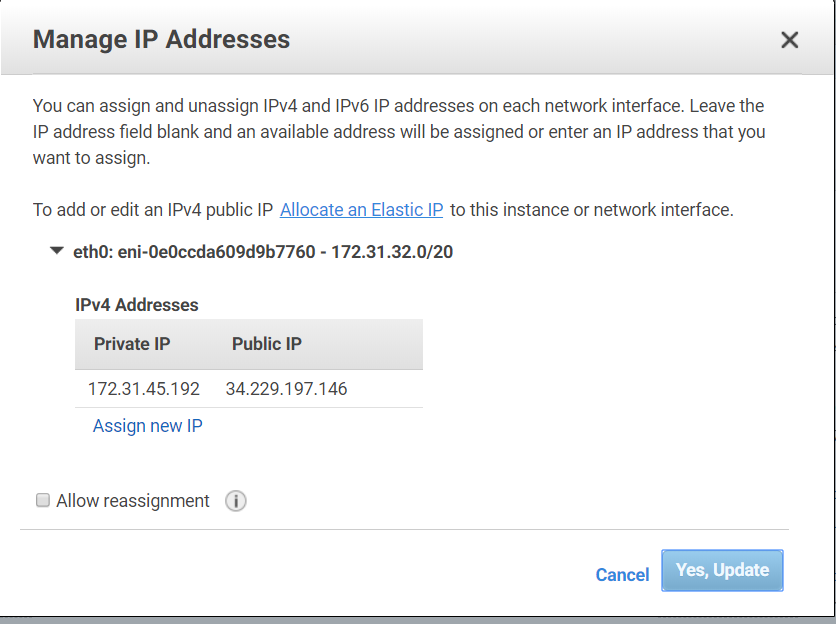 Manage IP Addresses
You can assign and unassign IPv4 and IPv6 IP addresses on each network interface. Leave the
IP address field blank and an available address will be assigned or enter an IP address that you
want to assign.
To add or edit an IPv4 public IP Allocate an Elastic IP to this instance or network interface.
eth0: eni-0e0ccda609d9b7760 - 172.31.32.0/20
IPv4 Addresses
Private IP Public IP
172.31.45.192 34.229.197.146
Assign new IP
Allow reassignment
Cancel Yes, Update